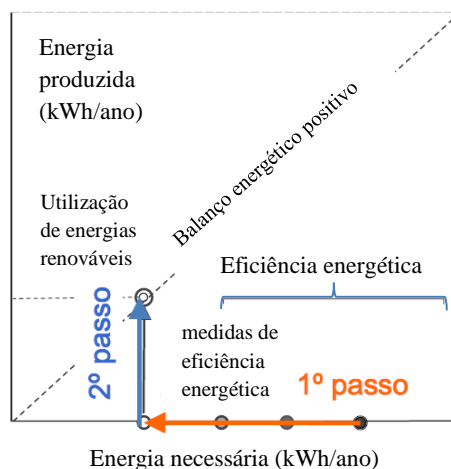 Energia
produzida
(kWh/ano)
Balanço energético positivo
Utilização
de energias
renováveis
Eficiência energética
2º passo
medidas de
eficiência
energética
1º passo
Energia necessária (kWh/ano)